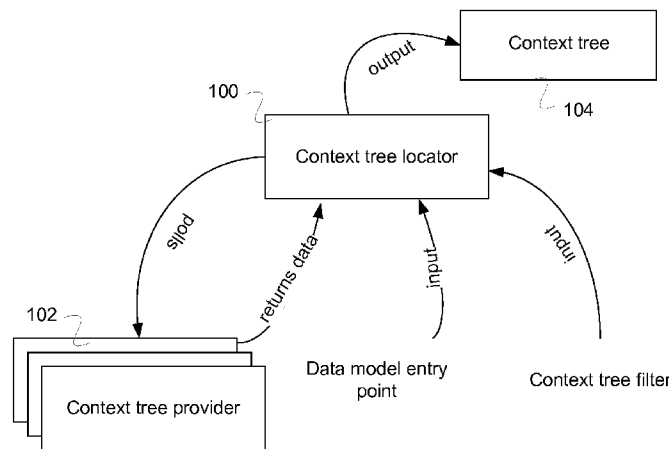 Context tree
output
104
100
Context tree locator
polls
returns data
input
input
102
Data model entry
point
Context tree filter
Context tree provider